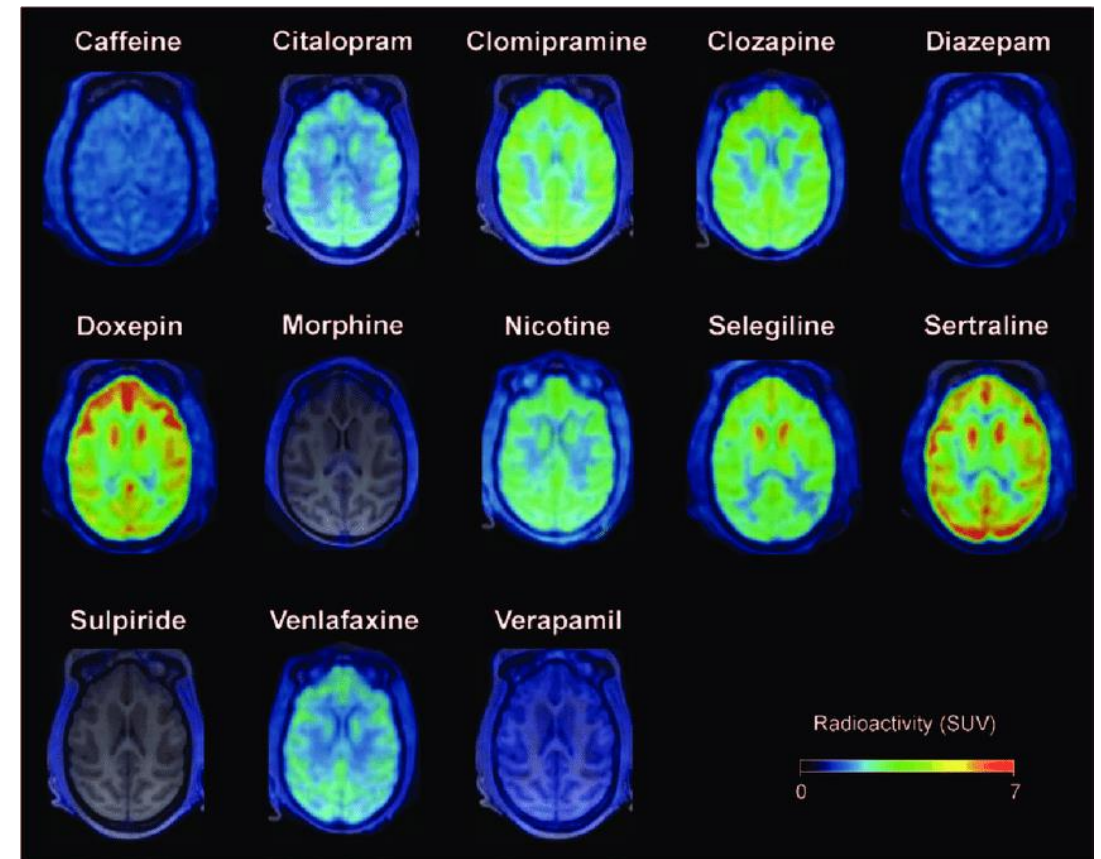 Caffeine Citalopram Clomipramine Clozapine Diazepam
Doxepin Morphine Nicotine Selegiline Sertraline
Sulpiride Venlafaxine Verapamil
Radioactivity (SUV)
0 7